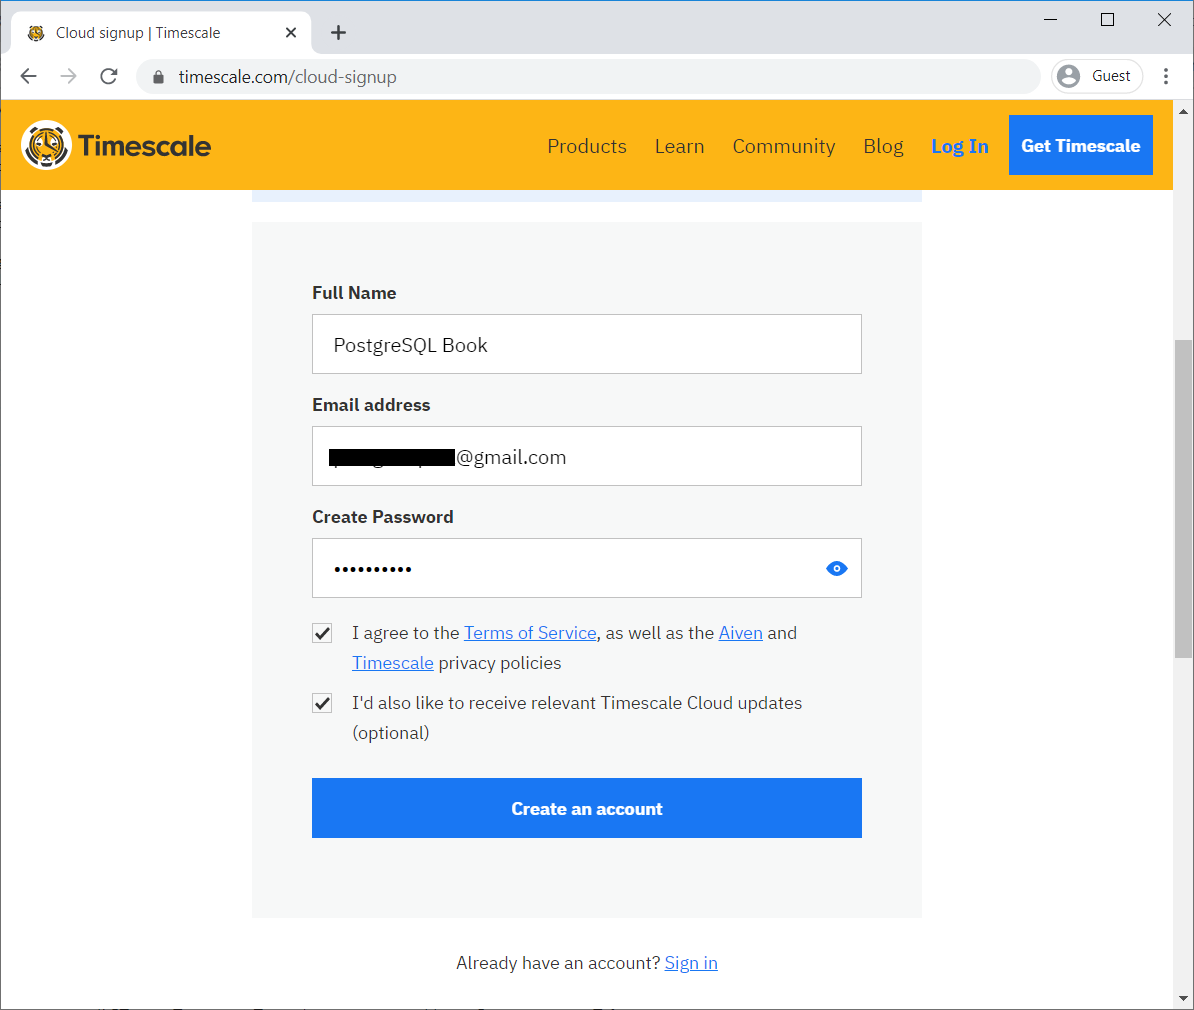 Cloud signup | Timescale
timescale.com/cloud-signup
Guest
Timescale
Products
Learn
Community
Blog
Log In
Get Timescale
Full Name
PostgreSQL Book
Email address
@gmail.com
Create Password
••••••••••
I agree to the Terms of Service, as well as the Aiven and
Timescale privacy policies
I'd also like to receive relevant Timescale Cloud updates
(optional)
Create an account
Already have an account? Sign in